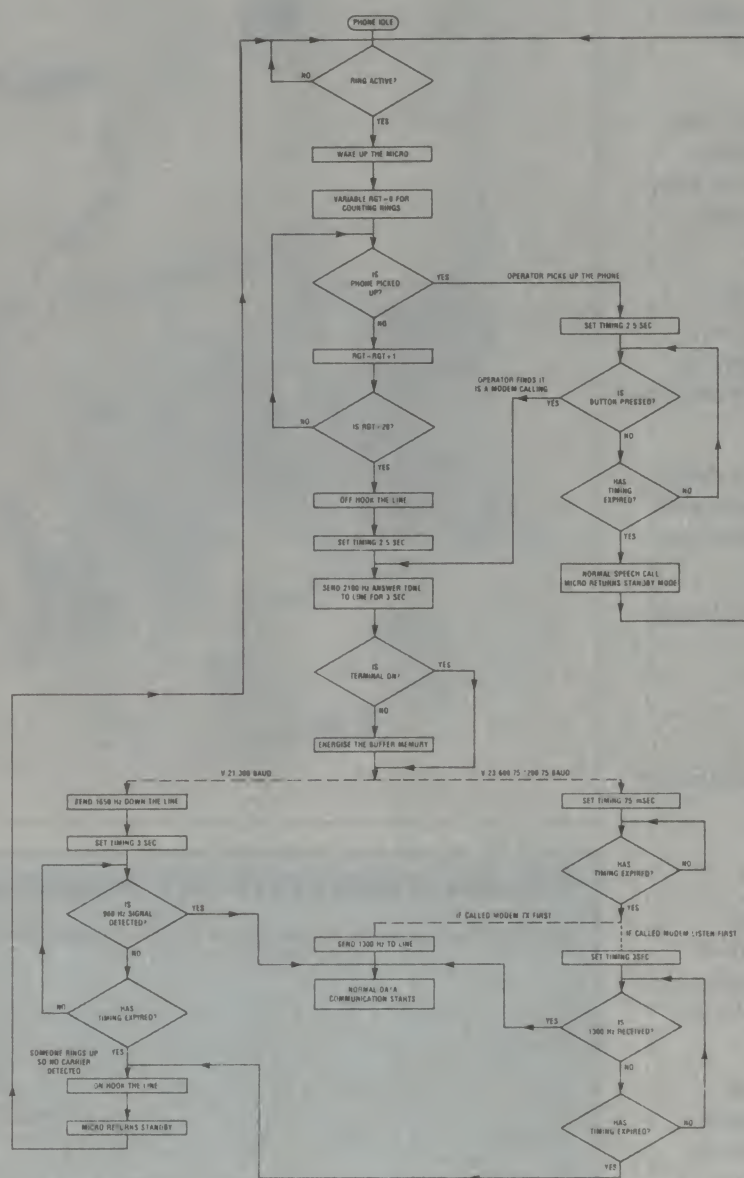 PHONE IDLE
RING ACTIVE?
NO
YES
WAKE UP THE MICRO
VARIABLE RGT=0 FOR
COUNTING RINGS
IS
PHONE PICKED
UP?
YES
OPERATOR PICKS UP THE PHONE
NO
SET TIMING 2 5 SEC
RGT=RGT+1
OPERATOR FINDS IT
IS A MODEM CALLING
IS
BUTTON PRESSED?
YES
NO
IS RGT=20?
NO
YES
HAS
TIMING
EXPIRED?
NO
YES
OFF HOOK THE LINE
SET TIMING 2 5 SEC
NORMAL SPEECH CALL
MICRO RETURNS STANDBY MODE
SEND 2100 Hz ANSWER TONE
TO LINE FOR 3 SEC
IS
TERMINAL ON?
YES
NO
ENERGISE THE BUFFER MEMORY
V 21 300 BAUD
V 23 600 75 1200 75 BAUD
SEND 1650 Hz DOWN THE LINE
SET TIMING 75 mSEC
SET TIMING 3 SEC
HAS
TIMING EXPIRED?
NO
YES
IS
980 Hz SIGNAL
DETECTED?
YES
NO
IF CALLED MODEM TX FIRST
IF CALLED MODEM LISTEN FIRST
SEND 1300 Hz TO LINE
SET TIMING 3SEC
NORMAL DATA
COMMUNICATION STARTS
HAS
TIMING EXPIRED?
NO
YES
IS
1300 Hz RECEIVED?
YES
NO
SOMEONE RINGS UP
SO NO CARRIER
DETECTED
ON HOOK THE LINE
MICRO RETURNS STANDBY
HAS
TIMING EXPIRED?
NO
YES